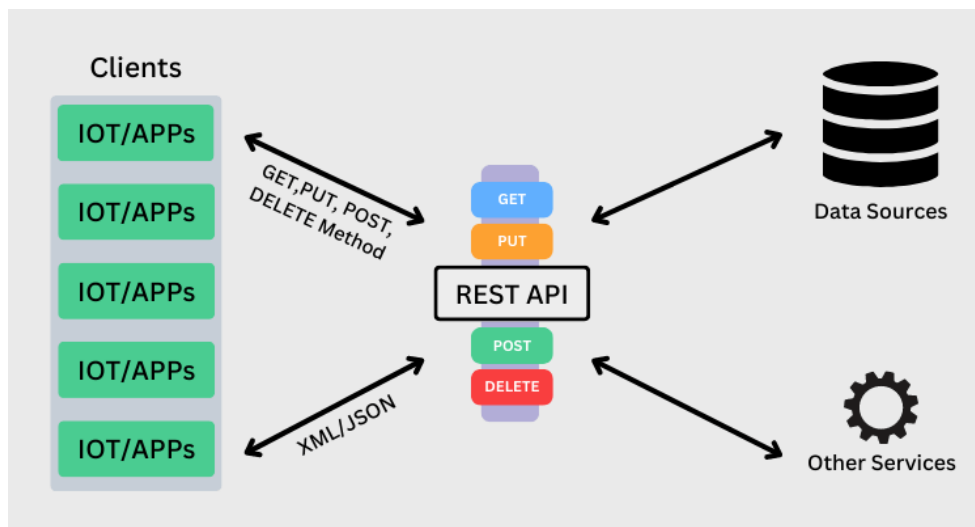 Clients
IOT/APPs
IOT/APPs
IOT/APPs
IOT/APPs
IOT/APPs
GET,PUT, POST,
DELETE Method
XML/JSON
GET
PUT
REST API
POST
DELETE
Data Sources
Other Services